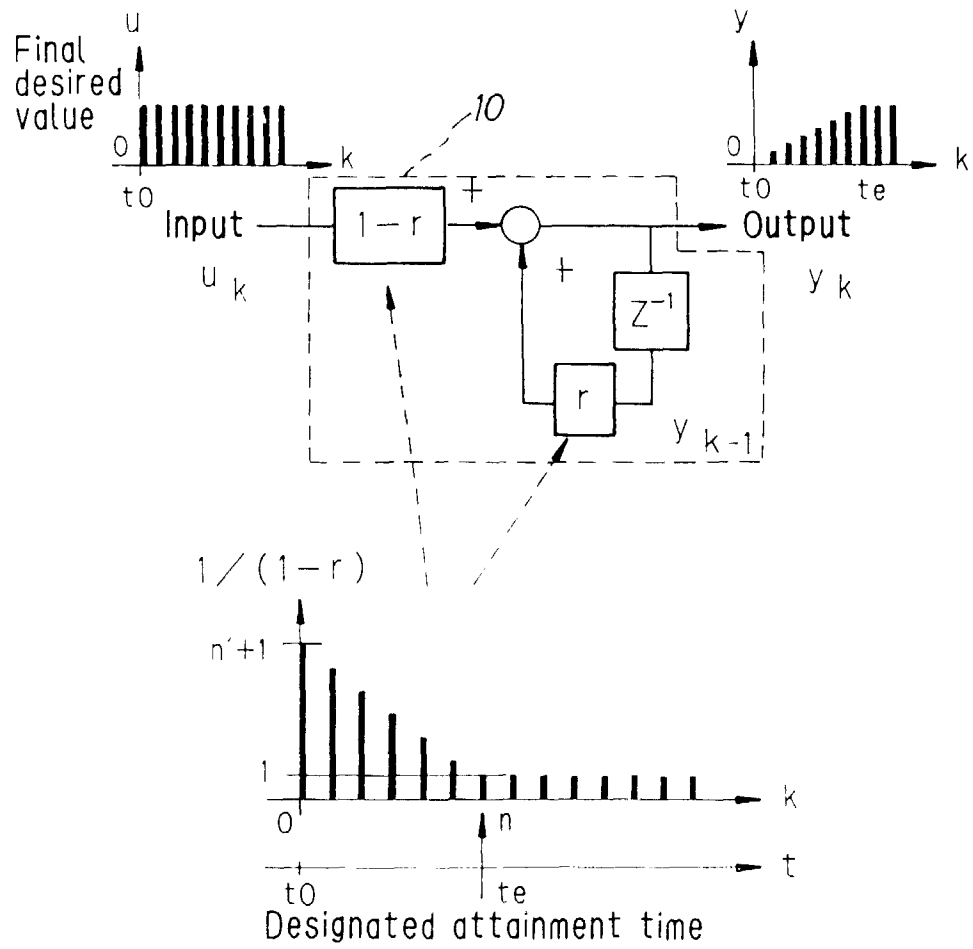 u
Final
desired
value
0
t0
k
10
y
0
t0
te
k
Input
u k
1−r
+
+
Output
y k
Z⁻¹
r
y k-1
1/(1−r)
n'+1
1
0
n
k
t0
te
t
Designated attainment time